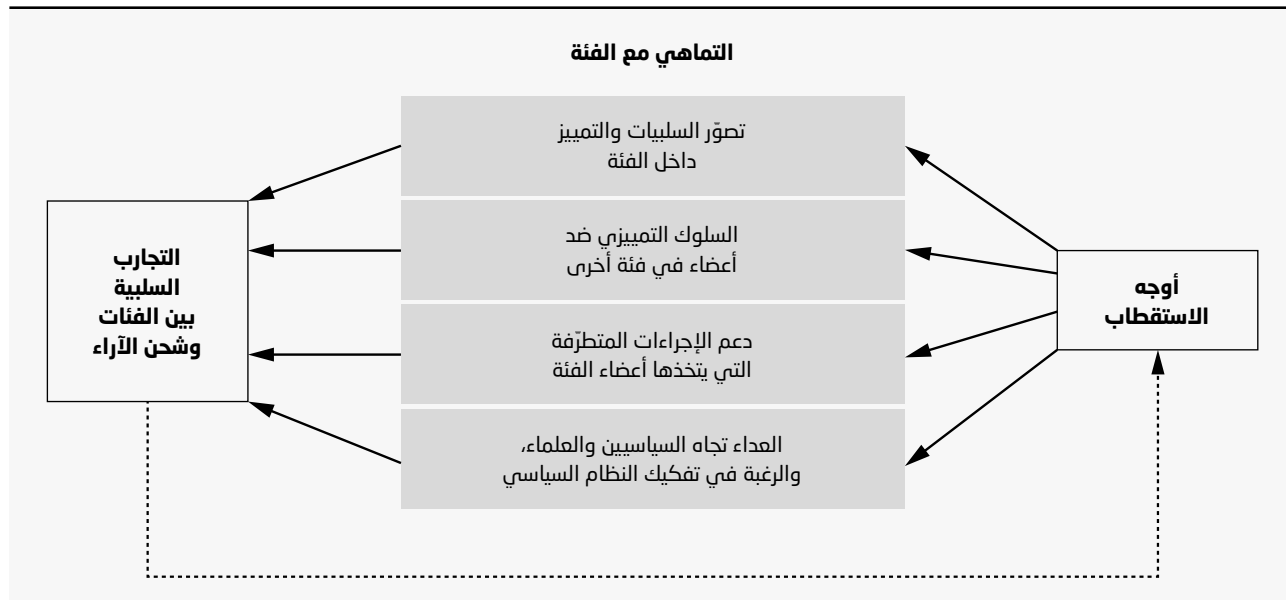 التماهي مع الفئة
أوجه
الاستقطاب
تصوّر السلبيات والتمييز
داخل الفئة
السلوك التمييزي ضد
أعضاء في فئة أخرى
دعم الإجراءات المتطرّفة
التي يتخذها أعضاء الفئة
العداء تجاه السياسيين والعلماء،
والرغبة في تفكيك النظام السياسي
التجارب
السلبية
بين الفئات
وشحن الآراء